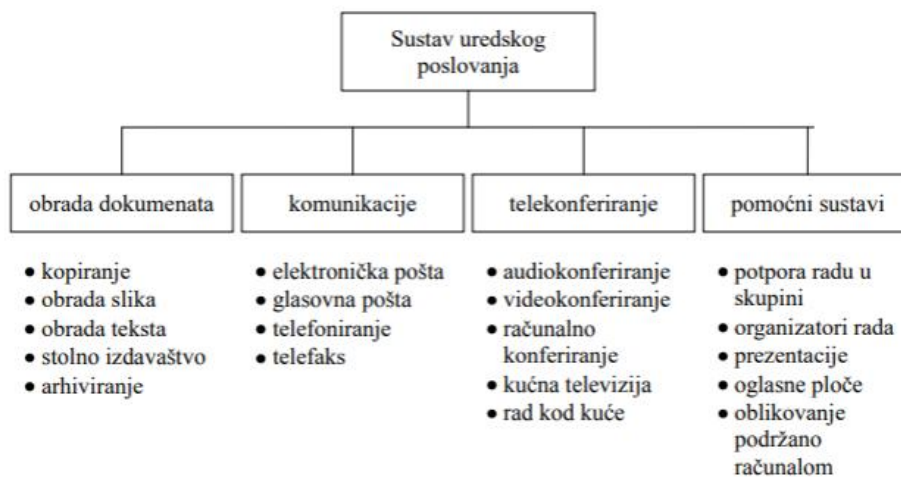 Sustav uredskog
poslovanja
obrada dokumenata
komunikacije
telekonferiranje
pomoćni sustavi
● kopiranje
● obrada slika
● obrada teksta
● stolno izdavaštvo
● arhiviranje
● elektronička pošta
● glasovna pošta
● telefoniranje
● telefaks
● audiokonferiranje
● videokonferiranje
● računalno
konferiranje
● kućna televizija
● rad kod kuće
● potpora radu u
skupini
● organizatori rada
● prezentacije
● oglasne ploče
● oblikovanje
podržano
računalom